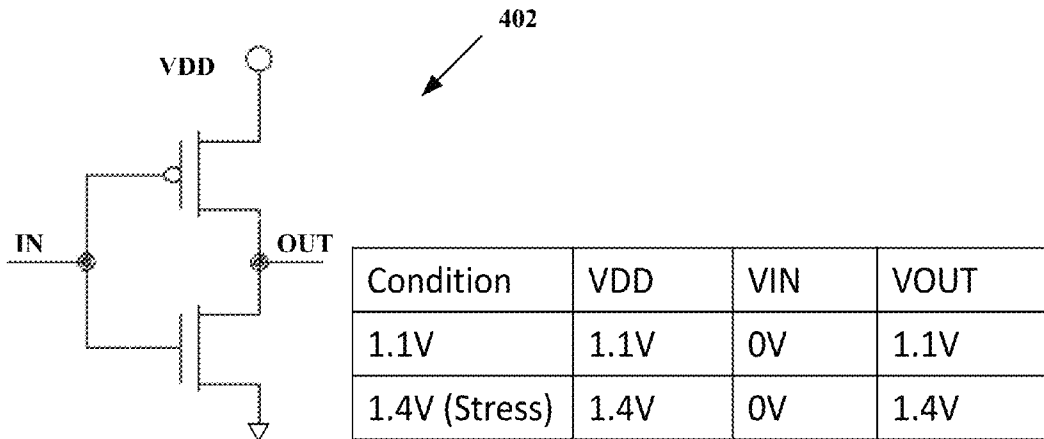 402
VDD
IN
OUT
Condition VDD VIN VOUT
1.1V 1.1V 0V 1.1V
1.4V (Stress) 1.4V 0V 1.4V